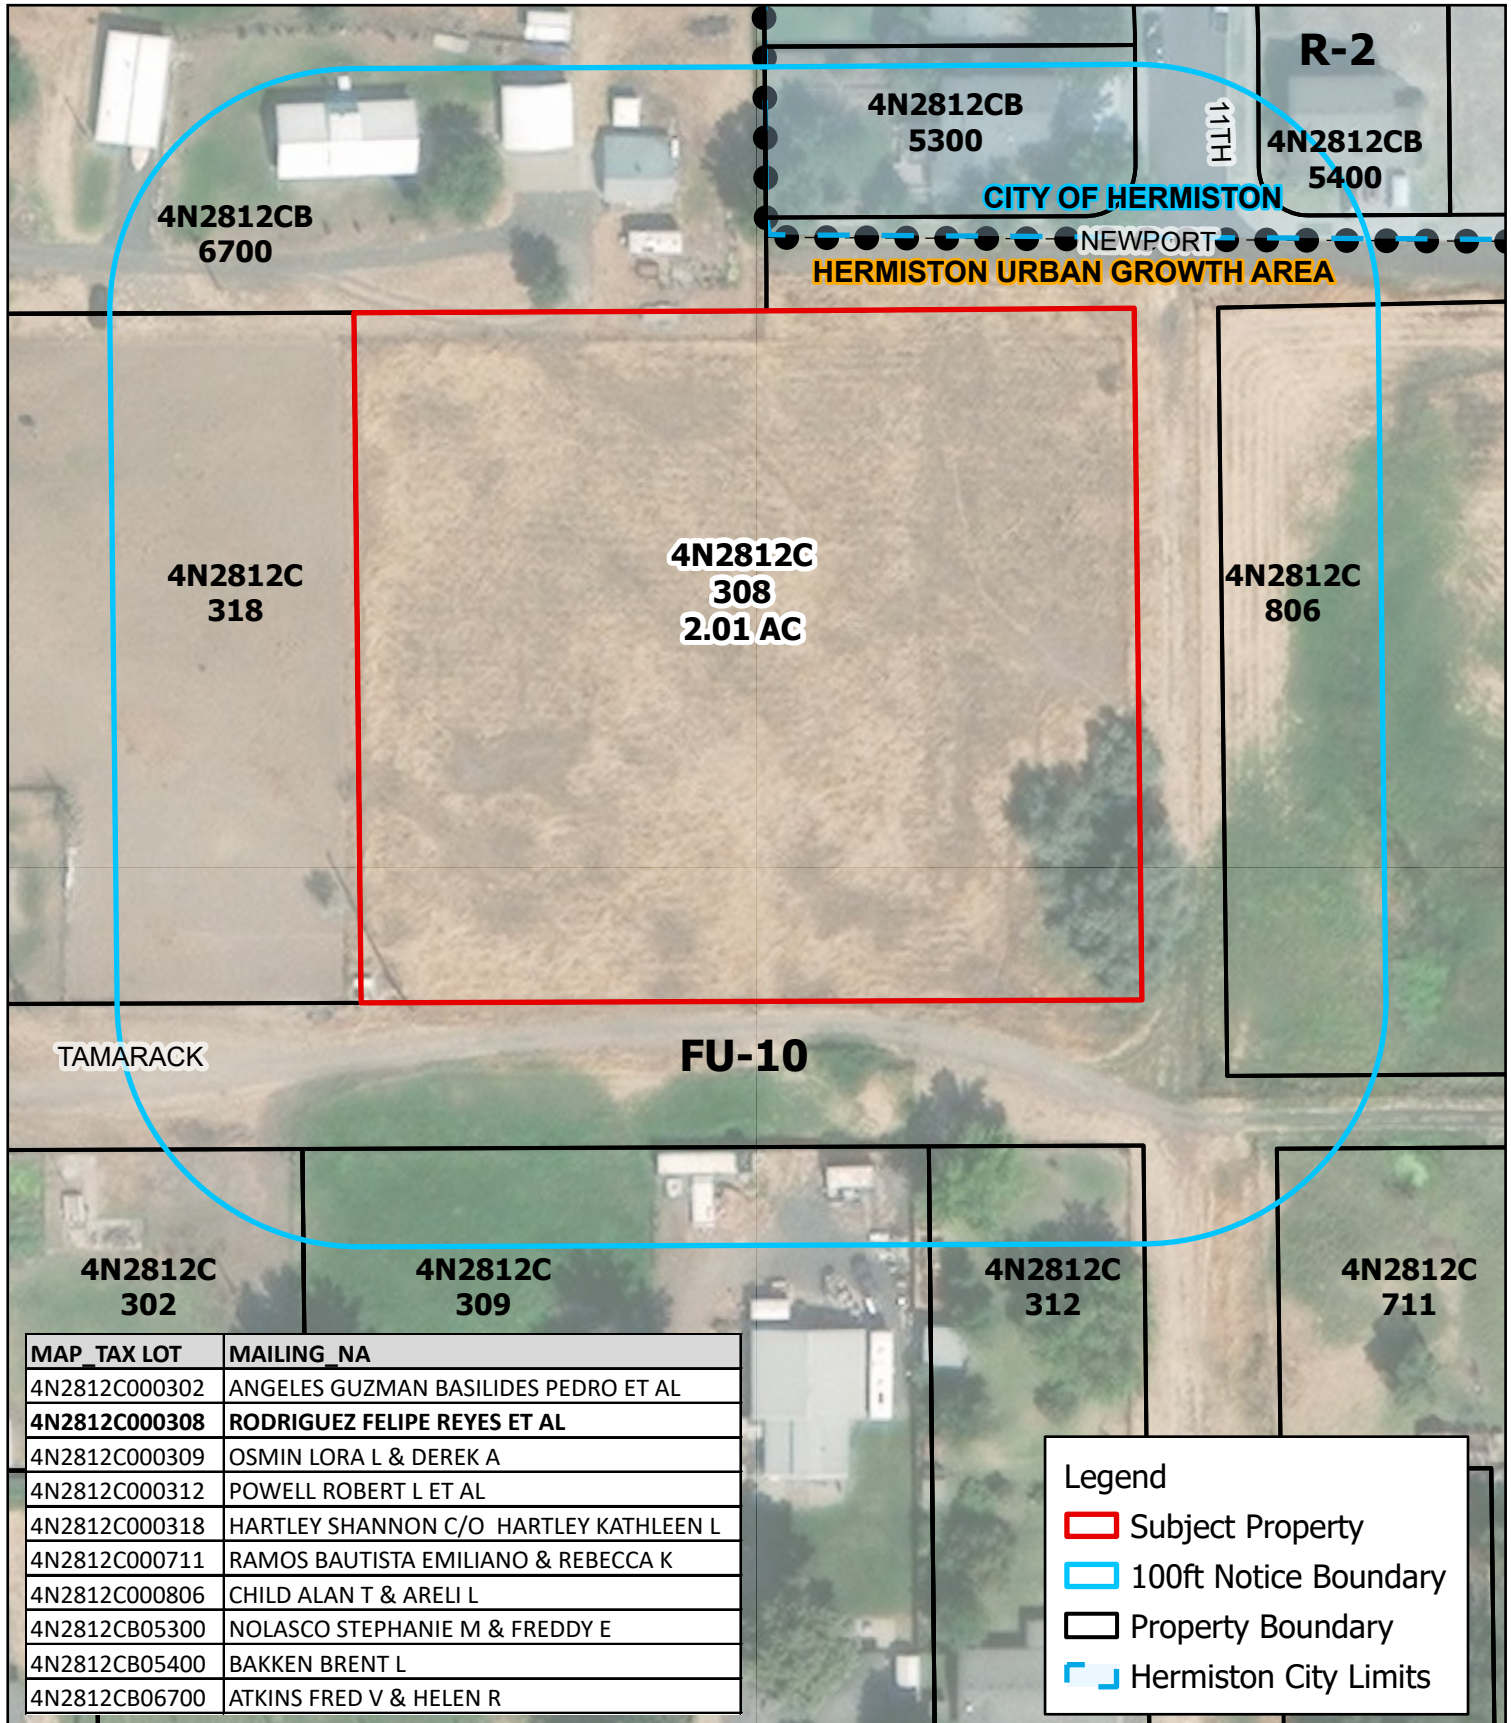 R-2
4N2812CB
5300
11TH
4N2812CB
5400
CITY OF HERMISTON
4N2812CB
6700
NEWPORT
HERMISTON URBAN GROWTH AREA
4N2812C
308
2.01 AC
4N2812C
318
4N2812C
806
TAMARACK
FU-10
4N2812C
302
4N2812C
309
4N2812C
312
4N2812C
711
MAP_TAX LOT MAILING_NA
4N2812C000302 ANGELES GUZMAN BASILIDES PEDRO ET AL
4N2812C000308 RODRIGUEZ FELIPE REYES ET AL
4N2812C000309 OSMIN LORA L & DEREK A
4N2812C000312 POWELL ROBERT L ET AL
4N2812C000318 HARTLEY SHANNON C/O HARTLEY KATHLEEN L
4N2812C000711 RAMOS BAUTISTA EMILIANO & REBECCA K
4N2812C000806 CHILD ALAN T & ARELI L
4N2812CB05300 NOLASCO STEPHANIE M & FREDDY E
4N2812CB05400 BAKKEN BRENT L
4N2812CB06700 ATKINS FRED V & HELEN R
Legend
Subject Property
100ft Notice Boundary
Property Boundary
Hermiston City Limits